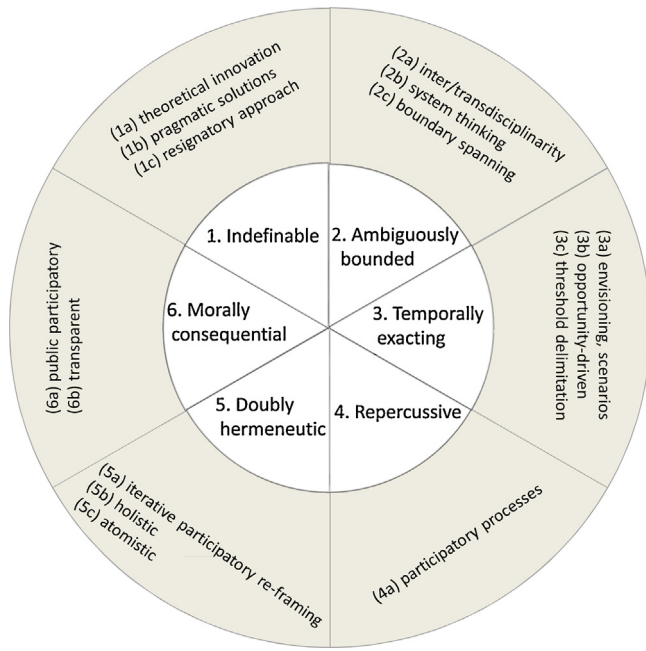 (1a) theoretical innovation
(1b) pragmatic solutions
(1c) resignatory approach
(2a) inter/transdisciplinarity
(2b) system thinking
(2c) boundary spanning
(3a) envisioning, scenarios
(3b) opportunity-driven
(3c) threshold delimitation
(4a) participatory processes
(5a) iterative participatory re-framing
(5b) holistic
(5c) atomistic
(6a) public participatory
(6b) transparent
1. Indefinable
2. Ambiguously
bounded
3. Temporally
exacting
4. Repercussive
5. Doubly
hermeneutic
6. Morally
consequential